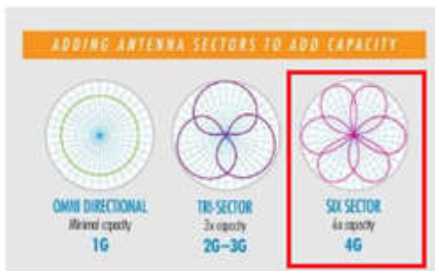 ADDING ANTENNA SECTORS TO ADD CAPACITY
OMNI DIRECTIONAL
Minimal capacity
1G
TRI-SECTOR
3x capacity
2G–3G
SIX SECTOR
6x capacity
4G